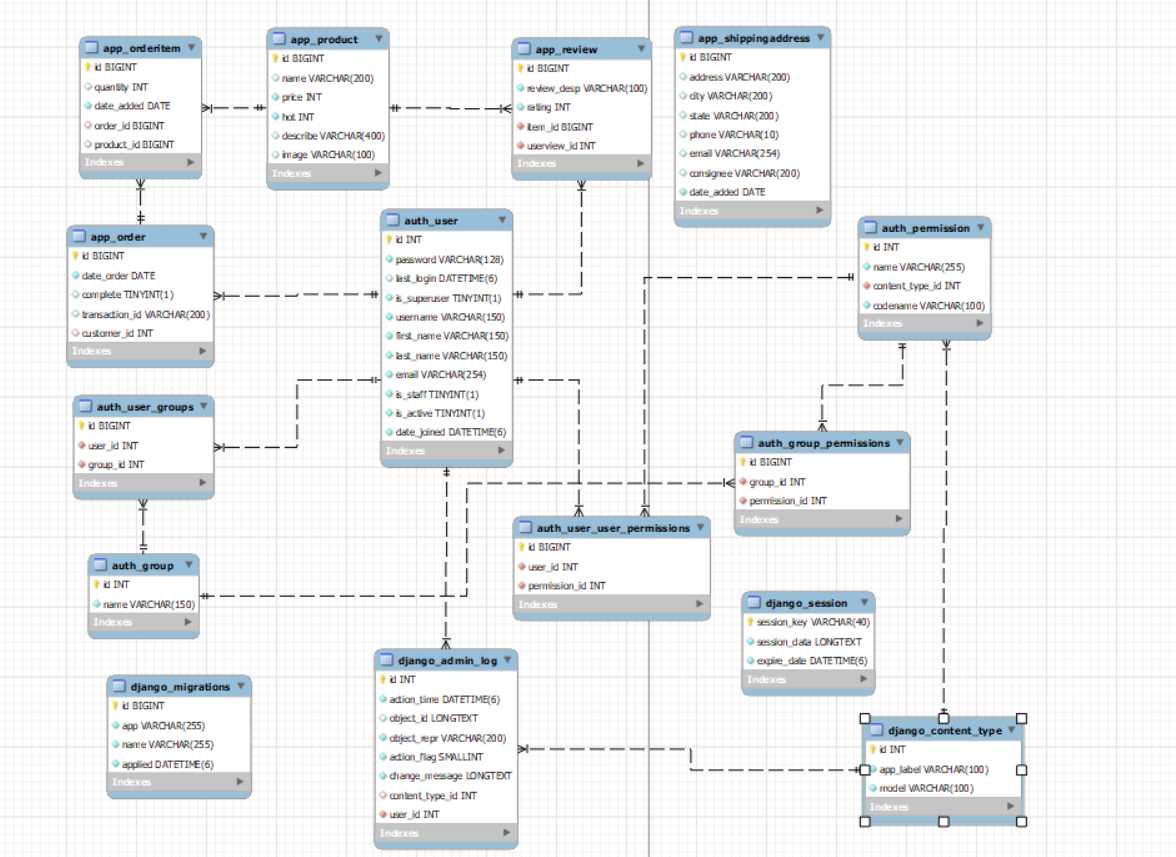 app_orderitem
id BIGINT
quantity INT
date_added DATE
order_id BIGINT
product_id BIGINT
Indexes
app_product
id BIGINT
name VARCHAR(200)
price INT
hot INT
describe VARCHAR(400)
image VARCHAR(100)
Indexes
app_review
id BIGINT
review_desp VARCHAR(100)
rating INT
item_id BIGINT
userview_id INT
Indexes
app_shippingaddress
id BIGINT
address VARCHAR(200)
city VARCHAR(200)
state VARCHAR(200)
phone VARCHAR(10)
email VARCHAR(254)
consignee VARCHAR(200)
date_added DATE
Indexes
app_order
id BIGINT
date_order DATE
complete TINYINT(1)
transaction_id VARCHAR(200)
customer_id INT
Indexes
auth_user
id INT
password VARCHAR(128)
last_login DATETIME(6)
is_superuser TINYINT(1)
username VARCHAR(150)
first_name VARCHAR(150)
last_name VARCHAR(150)
email VARCHAR(254)
is_staff TINYINT(1)
is_active TINYINT(1)
date_joined DATETIME(6)
Indexes
auth_permission
id INT
name VARCHAR(255)
content_type_id INT
codename VARCHAR(100)
Indexes
auth_user_groups
id BIGINT
user_id INT
group_id INT
Indexes
auth_group_permissions
id BIGINT
group_id INT
permission_id INT
Indexes
auth_user_user_permissions
id BIGINT
user_id INT
permission_id INT
Indexes
auth_group
id INT
name VARCHAR(150)
Indexes
django_session
session_key VARCHAR(40)
session_data LONGTEXT
expire_date DATETIME(6)
Indexes
django_migrations
id BIGINT
app VARCHAR(255)
name VARCHAR(255)
applied DATETIME(6)
Indexes
django_admin_log
id INT
action_time DATETIME(6)
object_id LONGTEXT
object_repr VARCHAR(200)
action_flag SMALLINT
change_message LONGTEXT
content_type_id INT
user_id INT
Indexes
django_content_type
id INT
app_label VARCHAR(100)
model VARCHAR(100)
Indexes